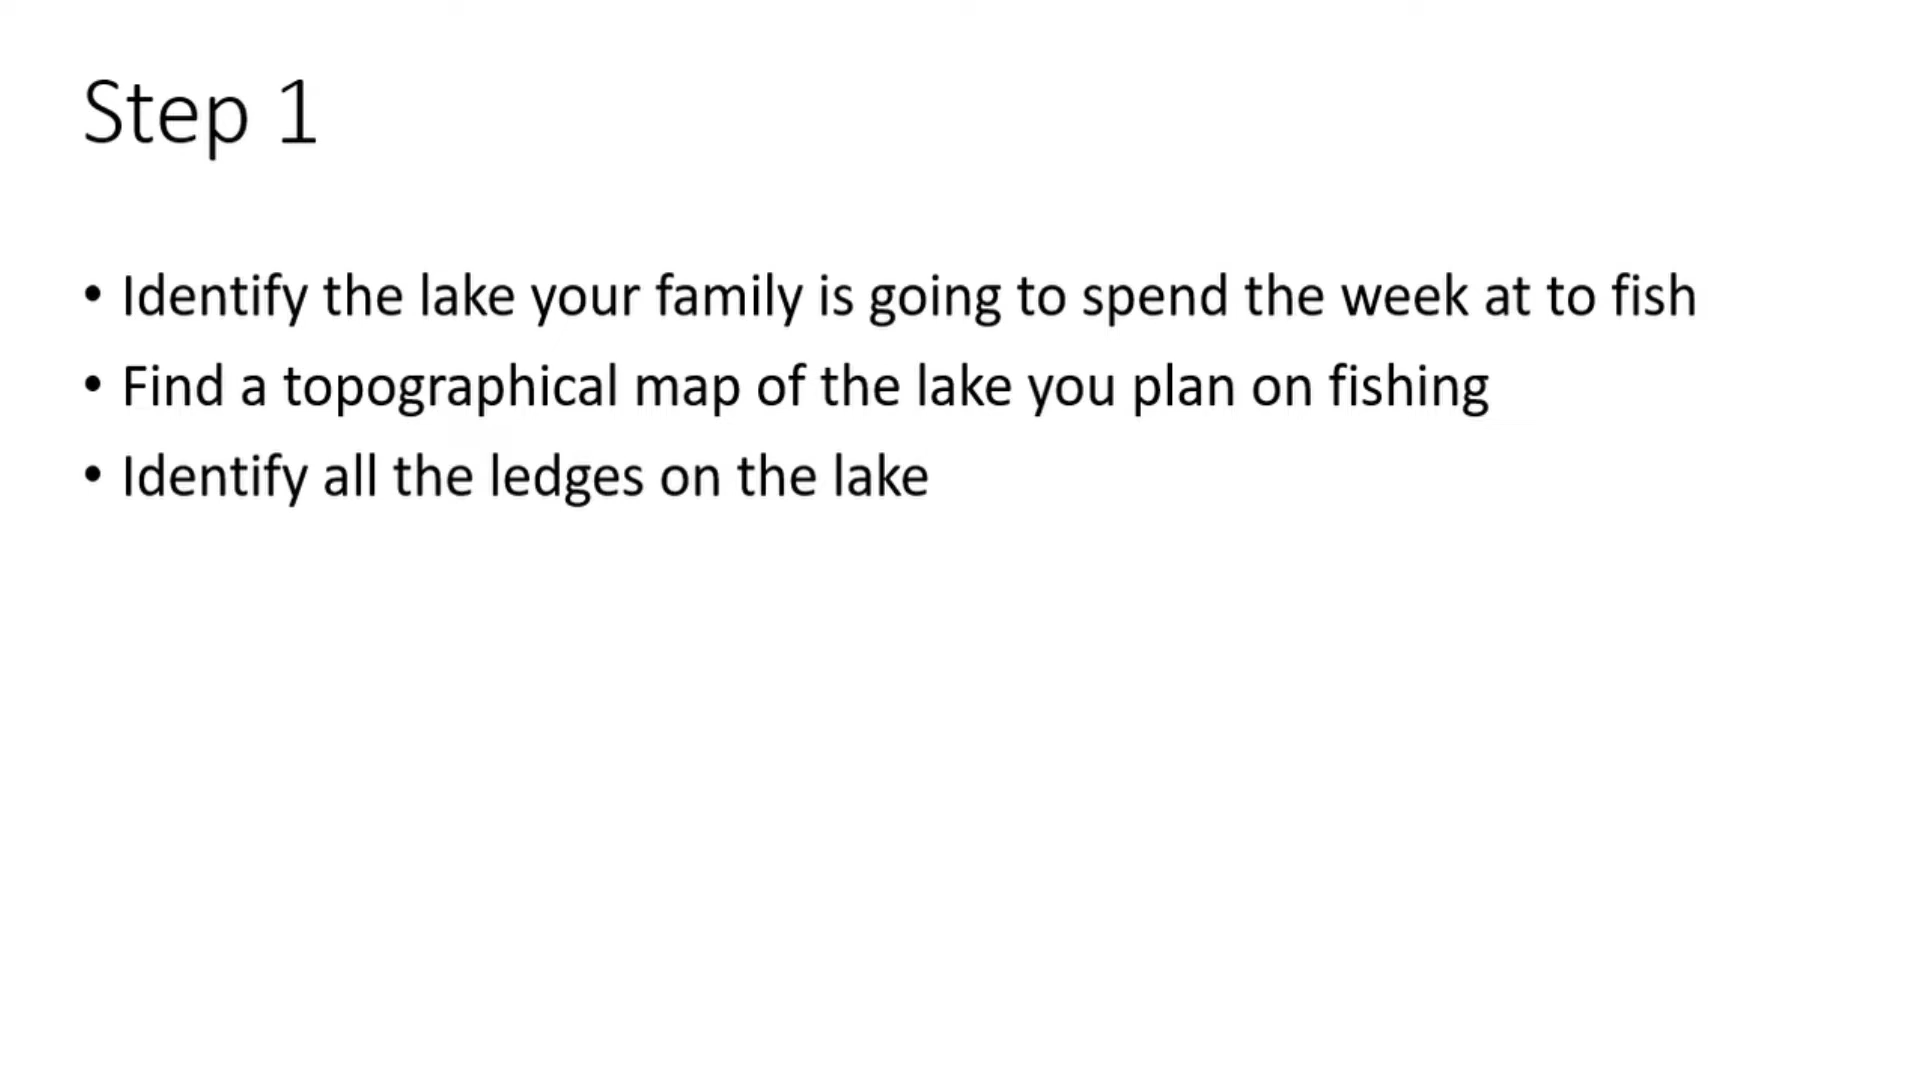 Step 1
• Identify the lake your family is going to spend the week at to fish
• Find a topographical map of the lake you plan on fishing
• Identify all the ledges on the lake